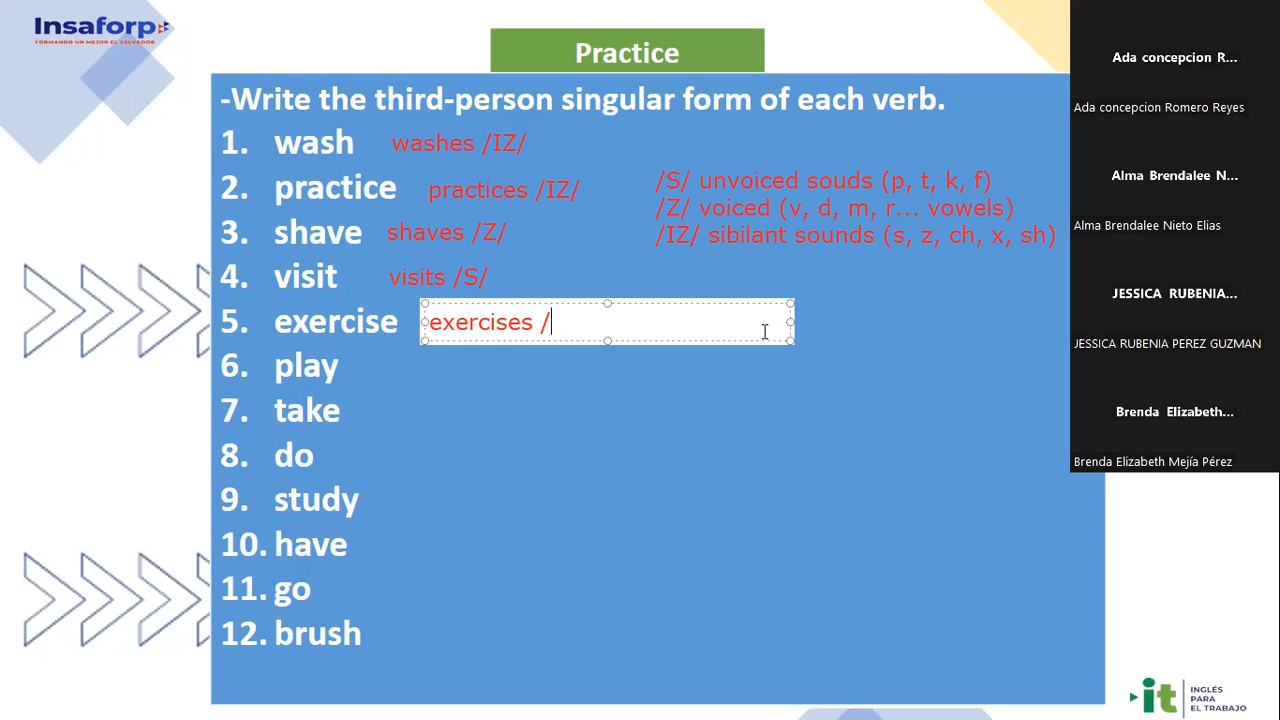 Insaforp
FORMANDO UN MEJOR EL SALVADOR
Practice
-Write the third-person singular form of each verb.
1. wash washes /IZ/
2. practice practices /IZ/
3. shave shaves /Z/
4. visit visits /S/
5. exercise exercises /
6. play
7. take
8. do
9. study
10. have
11. go
12. brush
/S/ unvoiced souds (p, t, k, f)
/Z/ voiced (v, d, m, r... vowels)
/IZ/ sibilant sounds (s, z, ch, x, sh)
Ada concepcion R...
Ada concepcion Romero Reyes
Alma Brendalee N...
Alma Brendalee Nieto Elias
JESSICA RUBENIA...
JESSICA RUBENIA PEREZ GUZMAN
Brenda Elizabeth...
Brenda Elizabeth Mejía Pérez
it
INGLÉS
PARA
EL TRABAJO